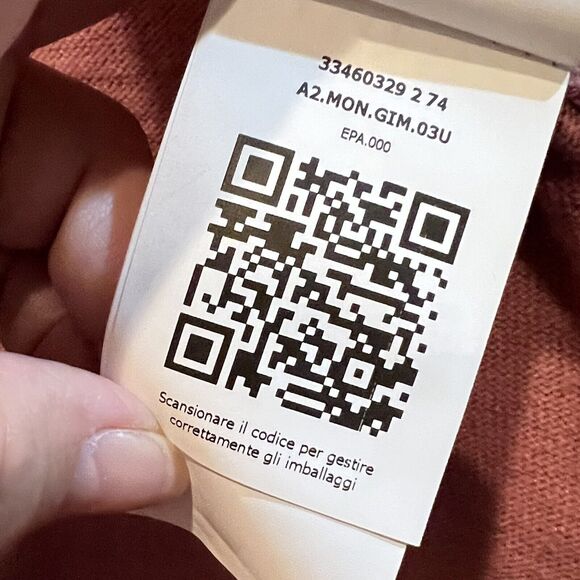 33460329 2 74
A2.MON.GIM.03U
EPA.000
Scansionare il codice per gestire
correttamente gli imballaggi